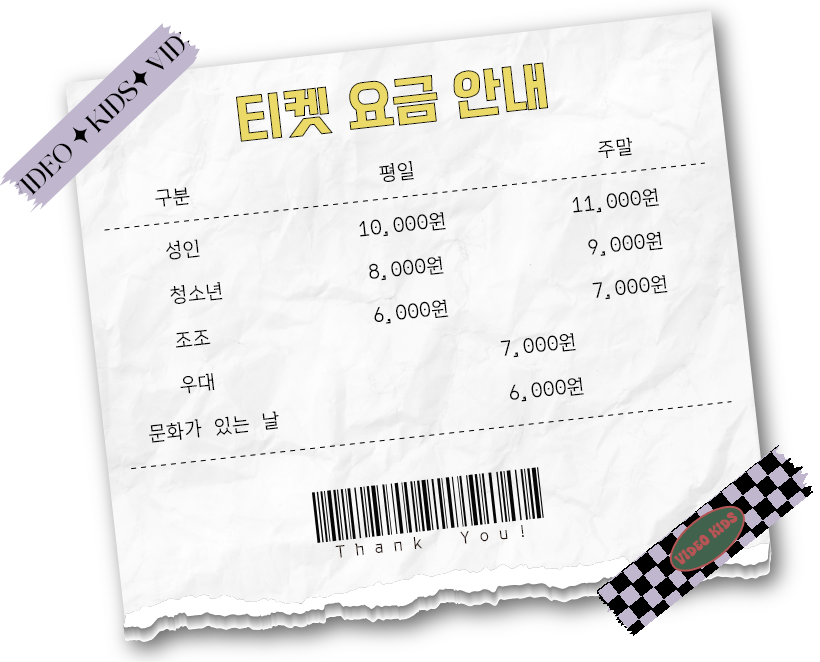 IDEO✦KIDS✦VID
티켓 요금 안내
구분 평일 주말
성인 10,000원 11,000원
청소년 8,000원 9,000원
조조 6,000원 7,000원
우대 7,000원
문화가 있는 날 6,000원
Thank You!
VIDEO KIDS